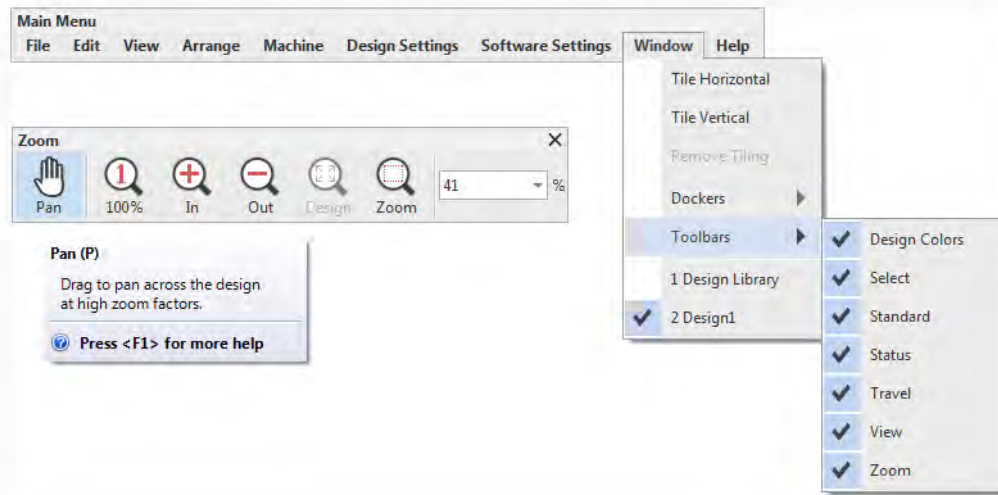 Main Menu
File Edit View Arrange Machine Design Settings Software Settings Window Help
Tile Horizontal
Tile Vertical
Remove Tiling
Dockers
Toolbars
1 Design Library
2 Design1
Design Colors
Select
Standard
Status
Travel
View
Zoom
Zoom
1
41 %
Pan 100% In Out Design Zoom
Pan (P)
Drag to pan across the design
at high zoom factors.
Press <F1> for more help